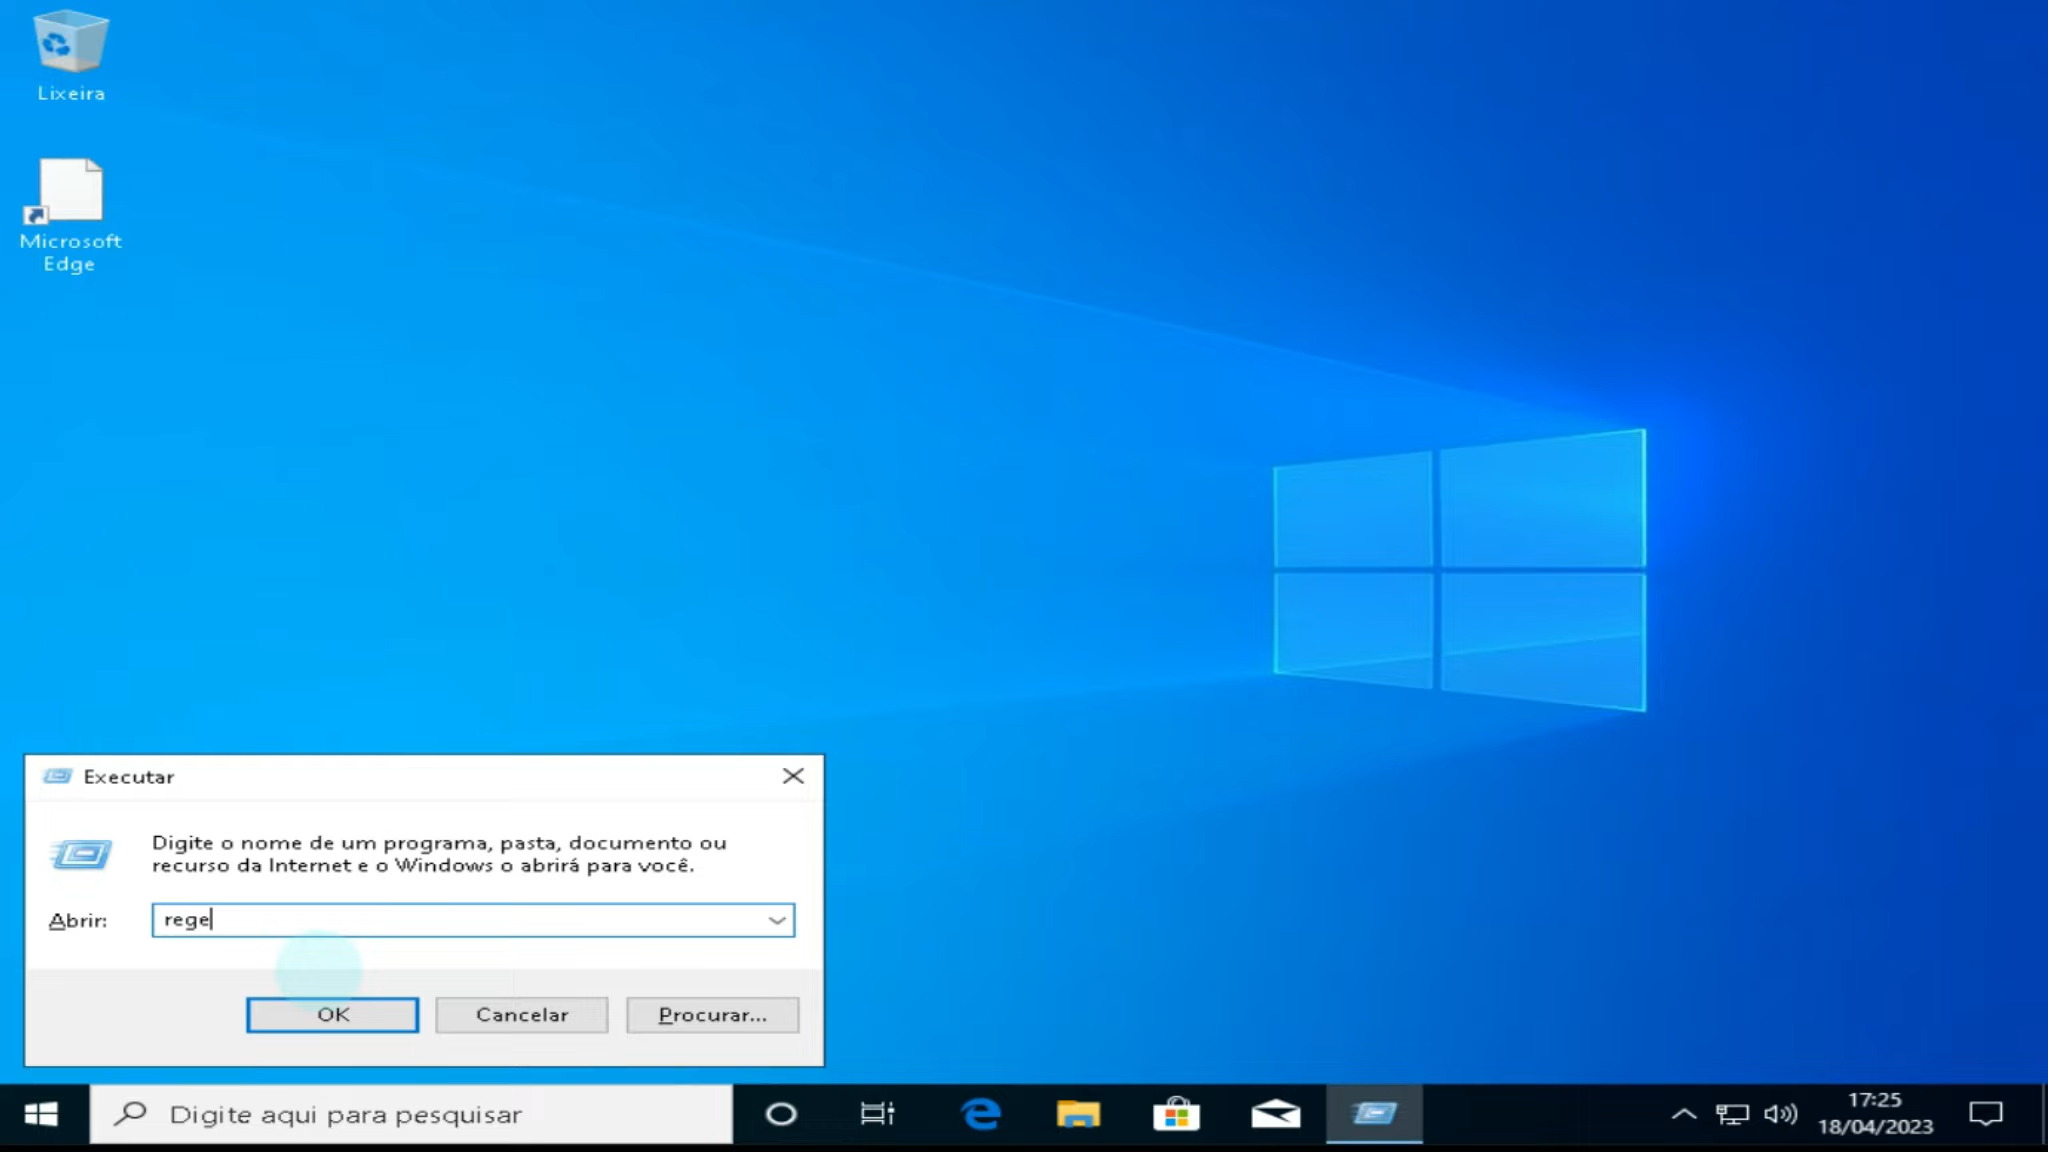 Lixeira
Microsoft
Edge
Executar
Digite o nome de um programa, pasta, documento ou
recurso da Internet e o Windows o abrirá para você.
Abrir:
rege
OK
Cancelar
Procurar...
Digite aqui para pesquisar
17:25
18/04/2023